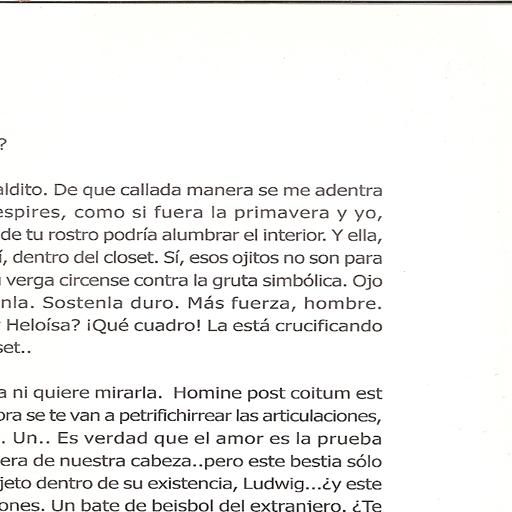 ?
aldito. De que callada manera se me adentra
espires, como si fuera la primavera y yo,
de tu rostro podría alumbrar el interior. Y ella,
í, dentro del closet. Sí, esos ojitos no son para
verga circense contra la gruta simbólica. Ojo
nla. Sostenla duro. Más fuerza, hombre.
Heloísa? ¡Qué cuadro! La está crucificando
set..
a ni quiere mirarla. Homine post coitum est
ora se te van a petrifichirrear las articulaciones,
. Un.. Es verdad que el amor es la prueba
era de nuestra cabeza..pero este bestia sólo
jeto dentro de su existencia, Ludwig...¿y este
ones. Un bate de beisbol del extranjero. ¿Te